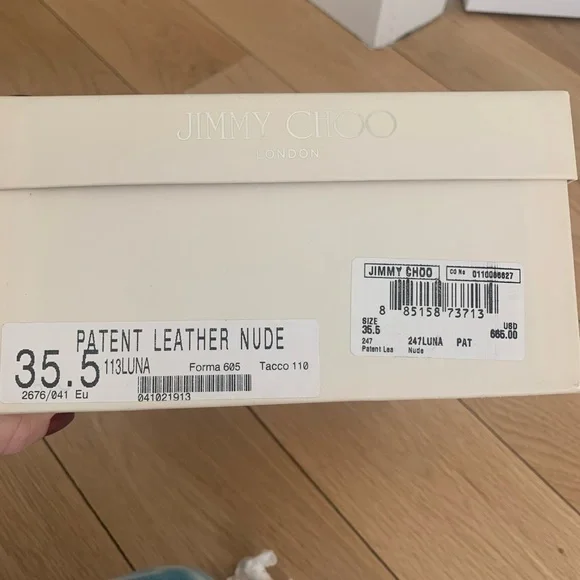 JIMMY CHOO
LONDON
JIMMY CHOO CO No 0110096627
8 85158 73713
SIZE USD
35.5 665.00
247 247LUNA PAT
Patent Lea Nude
PATENT LEATHER NUDE
35.5 113LUNA Forma 605 Tacco 110
2676/041 Eu 041021913